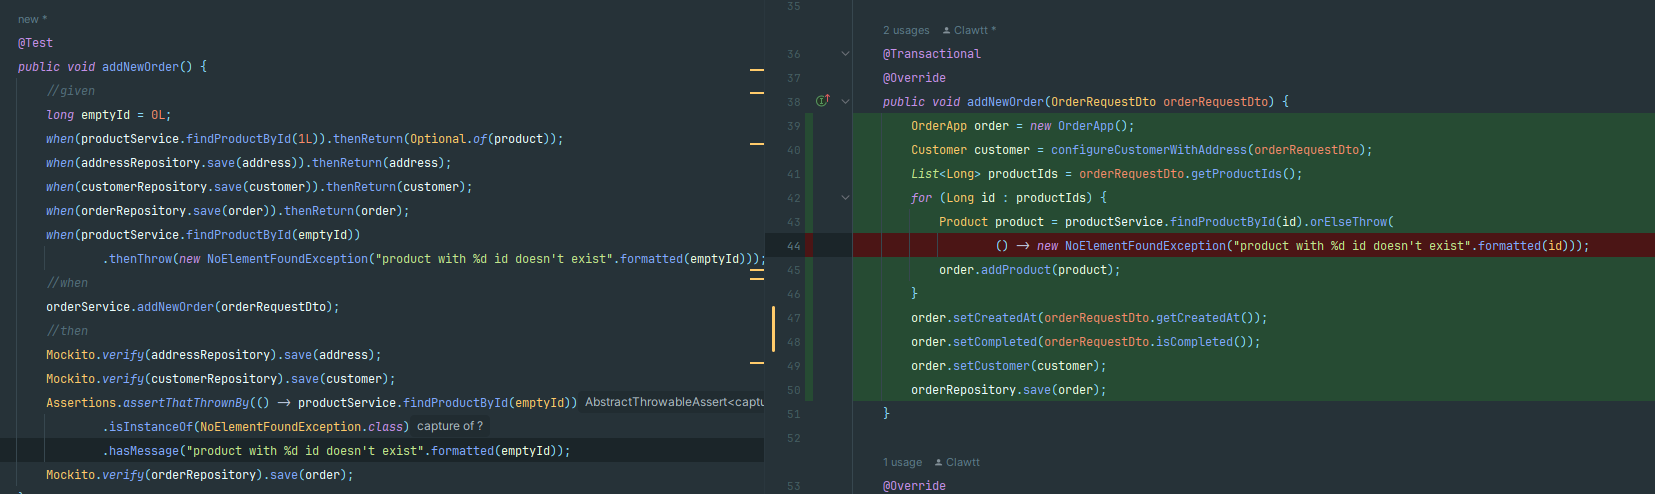 new *
@Test
public void addNewOrder() {
//given
long emptyId = 0L;
when(productService.findProductById(1L)).thenReturn(Optional.of(product));
when(addressRepository.save(address)).thenReturn(address);
when(customerRepository.save(customer)).thenReturn(customer);
when(orderRepository.save(order)).thenReturn(order);
when(productService.findProductById(emptyId))
.thenThrow(new NoElementFoundException("product with %d id doesn't exist".formatted(emptyId)));
//when
orderService.addNewOrder(orderRequestDto);
//then
Mockito.verify(addressRepository).save(address);
Mockito.verify(customerRepository).save(customer);
Assertions.assertThatThrownBy(() -> productService.findProductById(emptyId)) AbstractThrowableAssert<captu
.isInstanceOf(NoElementFoundException.class) capture of ?
.hasMessage("product with %d id doesn't exist".formatted(emptyId));
Mockito.verify(orderRepository).save(order);
35
2 usages Clawtt *
36 @Transactional
37 @Override
38 public void addNewOrder(OrderRequestDto orderRequestDto) {
39 OrderApp order = new OrderApp();
40 Customer customer = configureCustomerWithAddress(orderRequestDto);
41 List<Long> productIds = orderRequestDto.getProductIds();
42 for (Long id : productIds) {
43 Product product = productService.findProductById(id).orElseThrow(
44 () -> new NoElementFoundException("product with %d id doesn't exist".formatted(id)));
45 order.addProduct(product);
46 }
47 order.setCreatedAt(orderRequestDto.getCreatedAt());
48 order.setCompleted(orderRequestDto.isCompleted());
49 order.setCustomer(customer);
50 orderRepository.save(order);
51 }
52
1 usage Clawtt
53 @Override